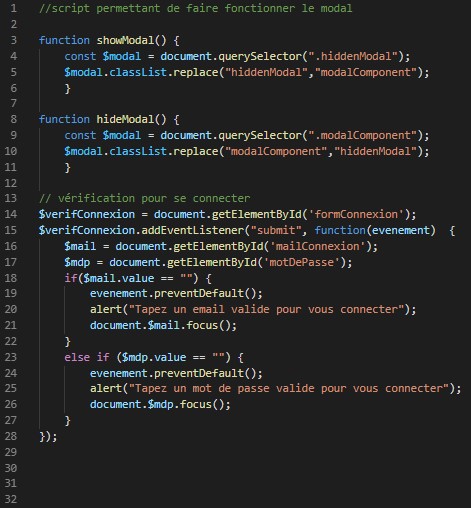 1 //script permettant de faire fonctionner le modal
2
3 function showModal() {
4 const $modal = document.querySelector(".hiddenModal");
5 $modal.classList.replace("hiddenModal","modalComponent");
6 }
7
8 function hideModal() {
9 const $modal = document.querySelector(".modalComponent");
10 $modal.classList.replace("modalComponent","hiddenModal");
11 }
12
13 // vérification pour se connecter
14 $verifConnexion = document.getElementById('formConnexion');
15 $verifConnexion.addEventListener("submit", function(evenement) {
16 $mail = document.getElementById('mailConnexion');
17 $mdp = document.getElementById('motDePasse');
18 if($mail.value == "") {
19 evenement.preventDefault();
20 alert("Tapez un email valide pour vous connecter");
21 document.$mail.focus();
22 }
23 else if ($mdp.value == "") {
24 evenement.preventDefault();
25 alert("Tapez un mot de passe valide pour vous connecter");
26 document.$mdp.focus();
27 }
28 });
29
30
31
32